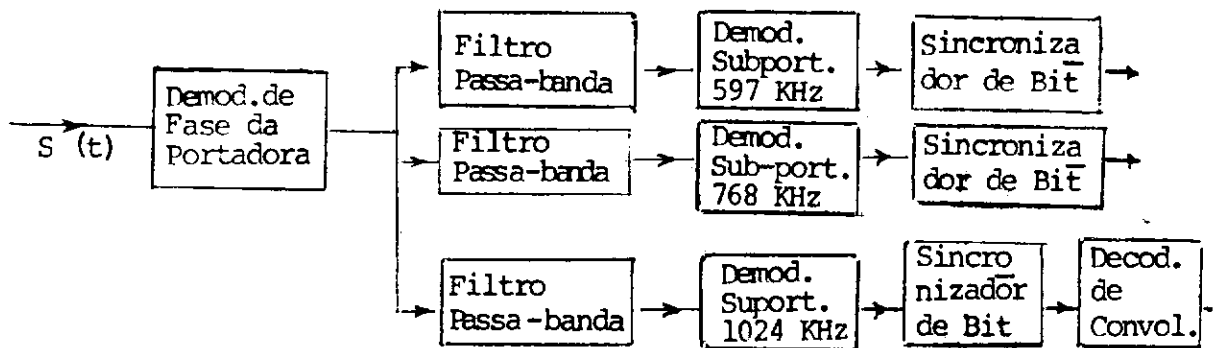 S (t)
Demod.de
Fase da
Portadora
Filtro
Passa-banda
Demod.
Subport.
597 KHz
Sincroniza
dor de Bit
Filtro
Passa-banda
Demod.
Sub-port.
768 KHz
Sincroniza
dor de Bit
Filtro
Passa-banda
Demod.
Suport.
1024 KHz
Sincro
nizador
de Bit
Decod.
de
Convol.